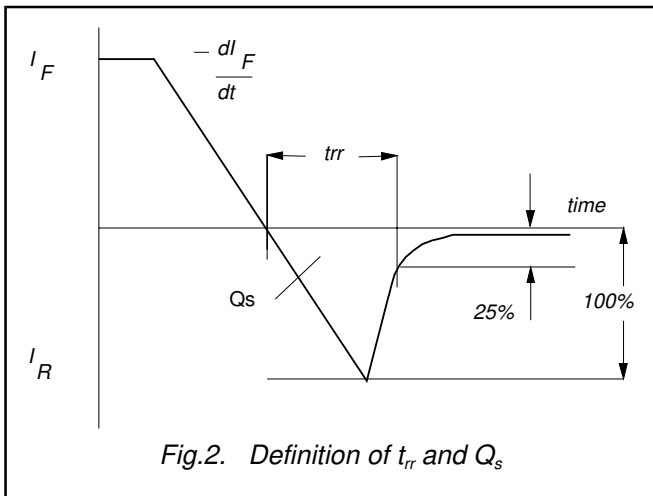 I F
− dI F
dt
trr
time
Qs
25%
100%
I R
Fig.2. Definition of trr and Qs